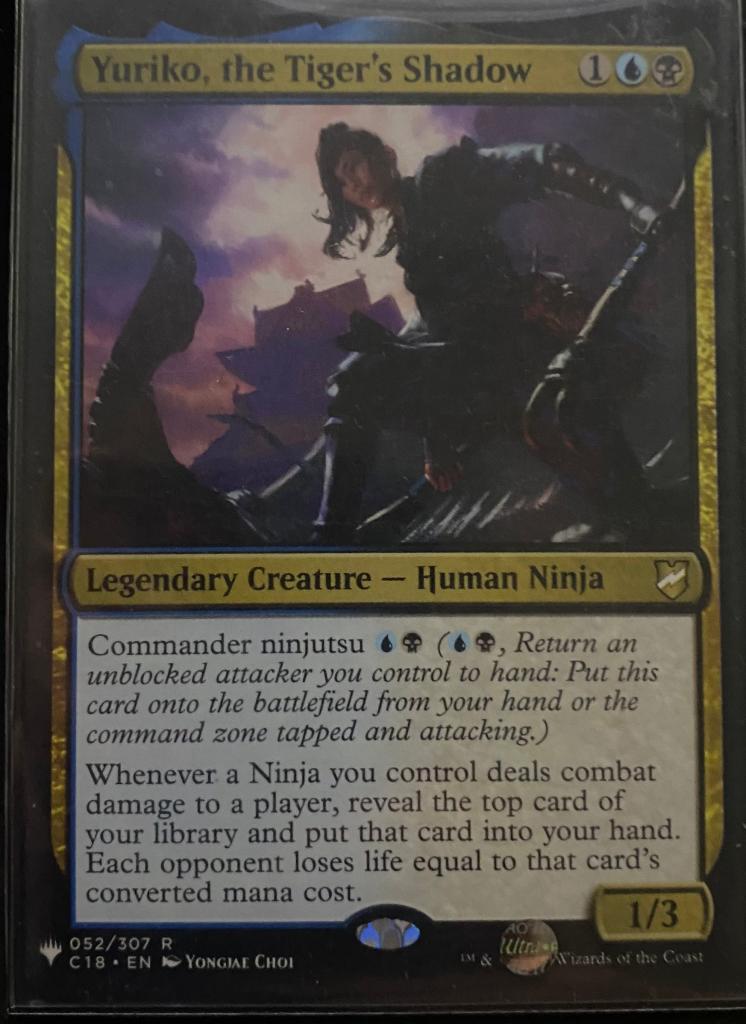 Yuriko, the Tiger's Shadow 1
Legendary Creature — Human Ninja
Commander ninjutsu (, Return an
unblocked attacker you control to hand: Put this
card onto the battlefield from your hand or the
command zone tapped and attacking.)
Whenever a Ninja you control deals combat
damage to a player, reveal the top card of
your library and put that card into your hand.
Each opponent loses life equal to that card's
converted mana cost.
1/3
052/307 R
C18 • EN Yongjae Choi
™ & Wizards of the Coast